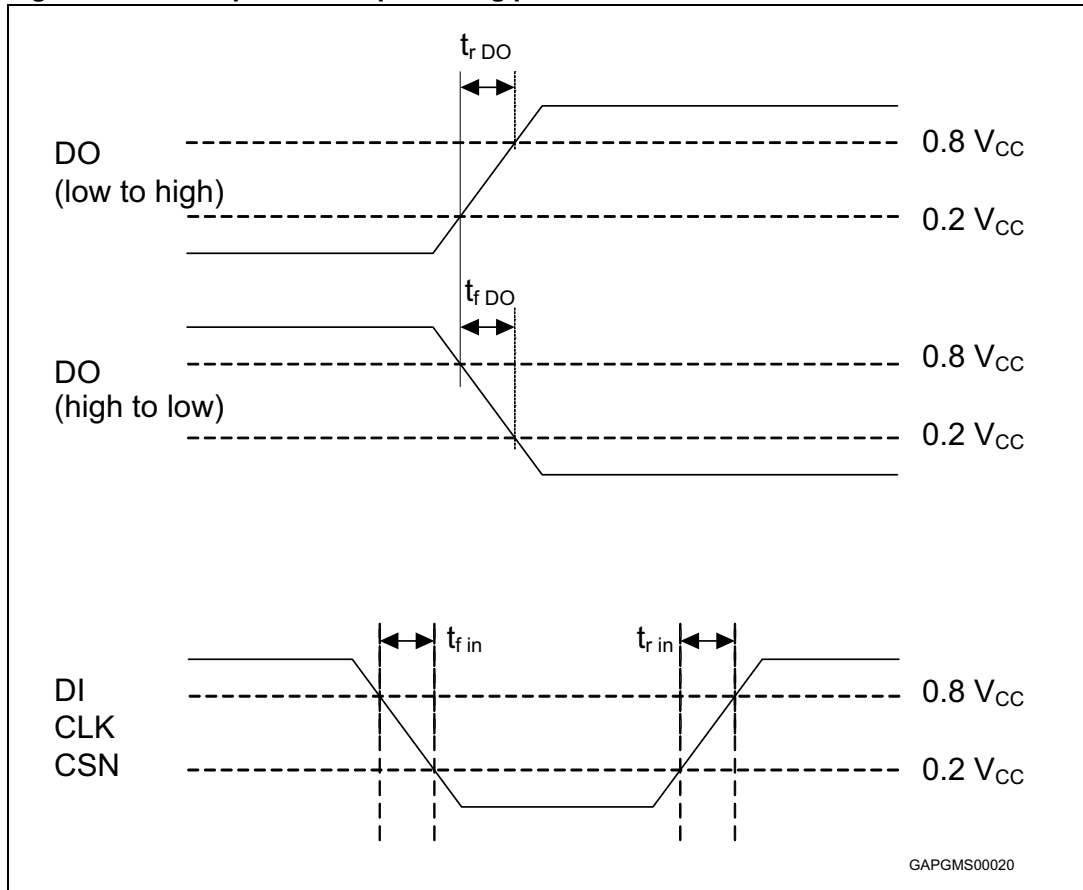 t_r DO
0.8 V_CC
DO
(low to high)
0.2 V_CC
t_f DO
0.8 V_CC
DO
(high to low)
0.2 V_CC
t_f in
t_r in
DI
0.8 V_CC
CLK
CSN
0.2 V_CC
GAPGMS00020